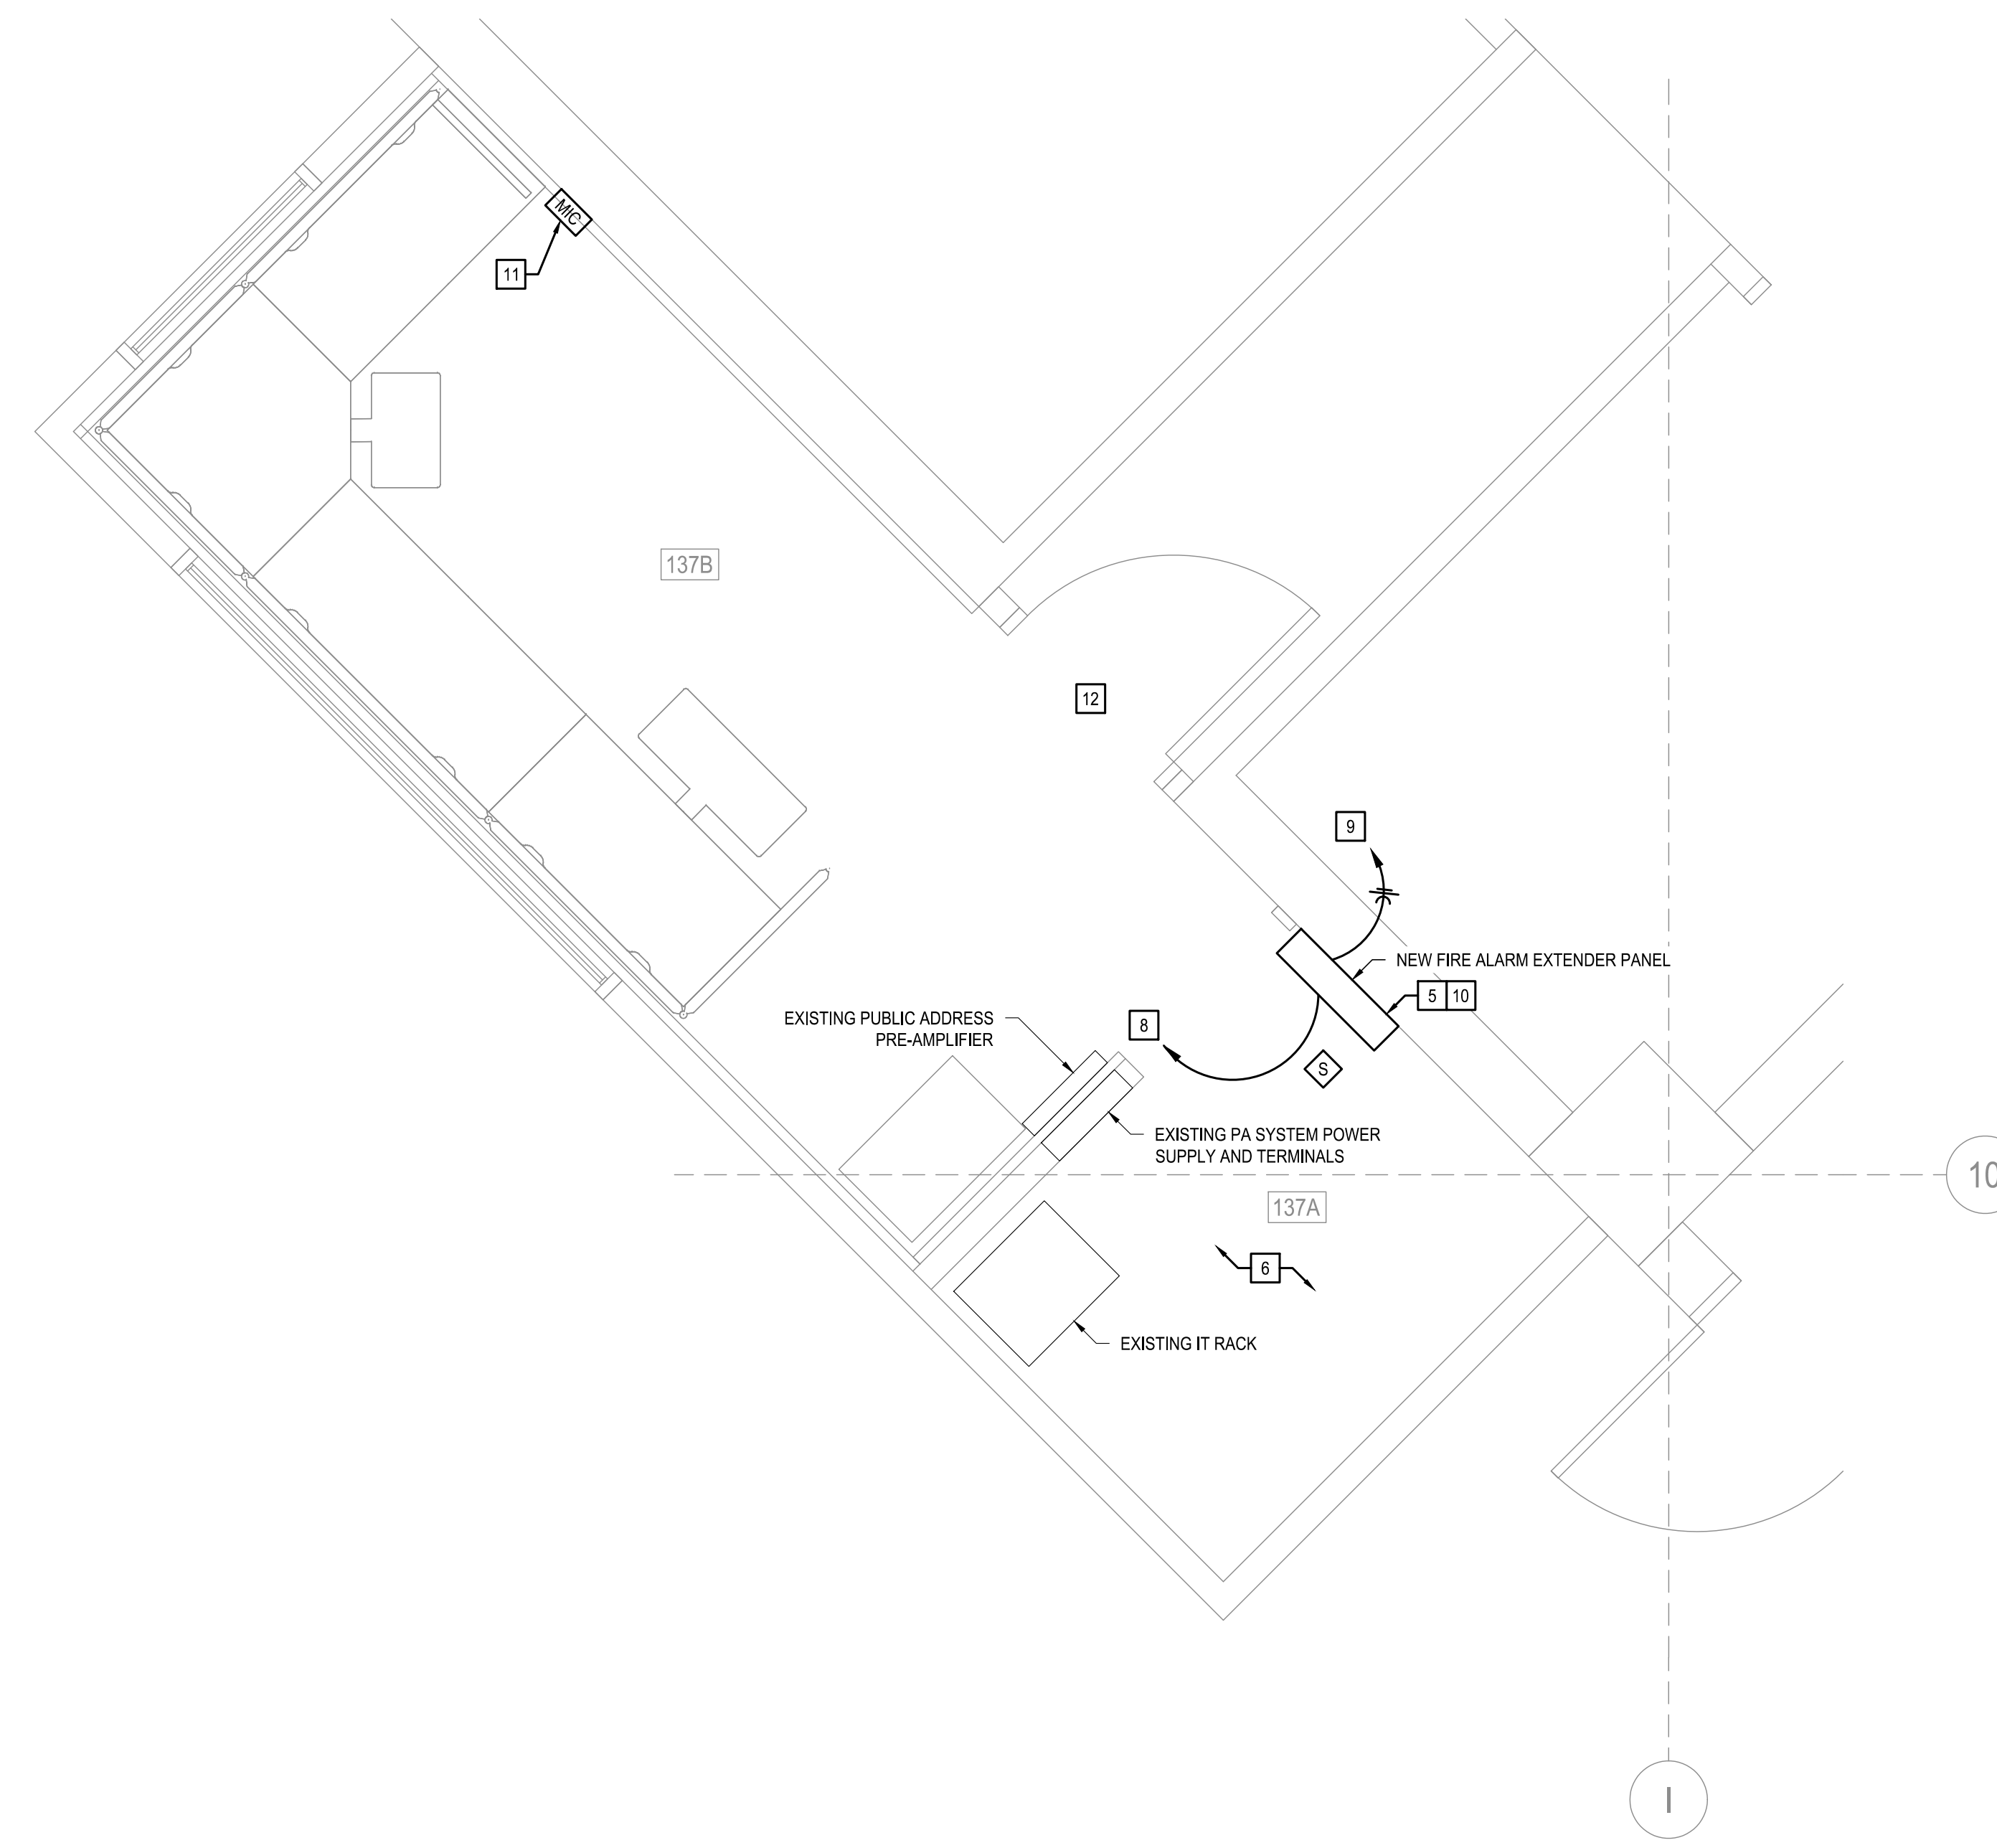 MIC
11
137B
12
9
NEW FIRE ALARM EXTENDER PANEL
5 10
EXISTING PUBLIC ADDRESS
PRE-AMPLIFIER
8
S
EXISTING PA SYSTEM POWER
SUPPLY AND TERMINALS
10
137A
6
EXISTING IT RACK
I